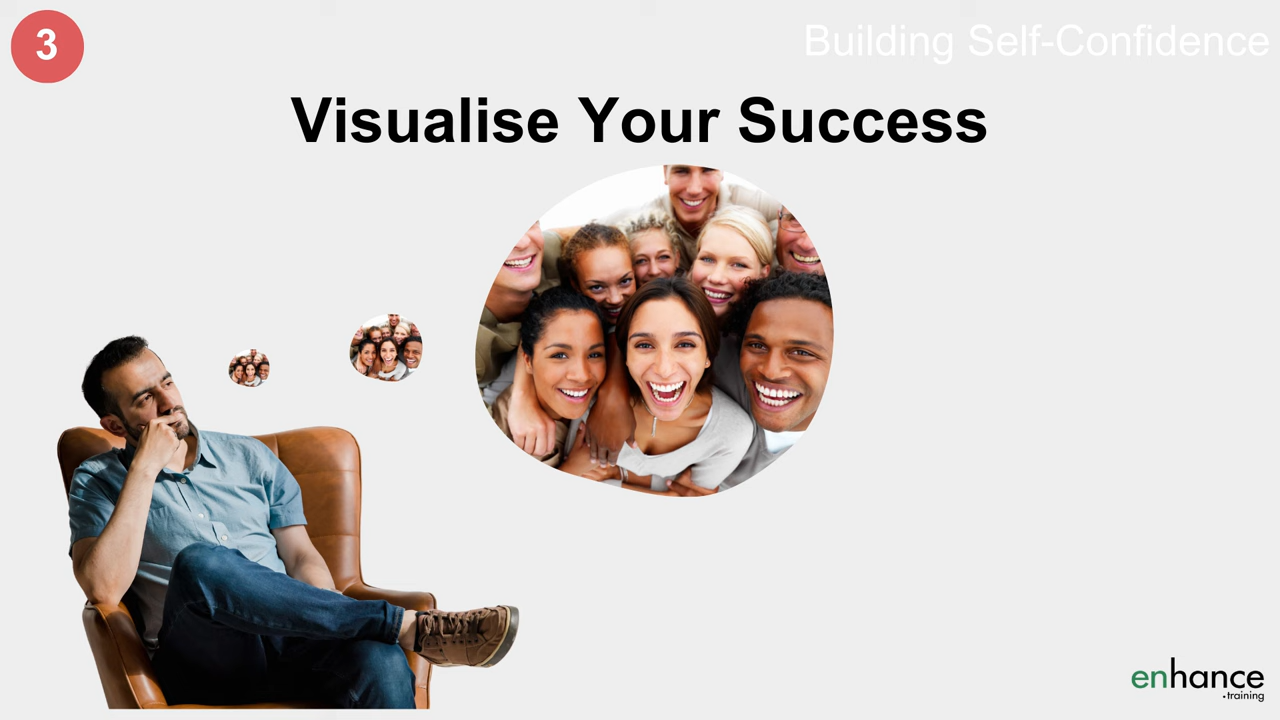 3
Building Self-Confidence
Visualise Your Success
enhance
•training